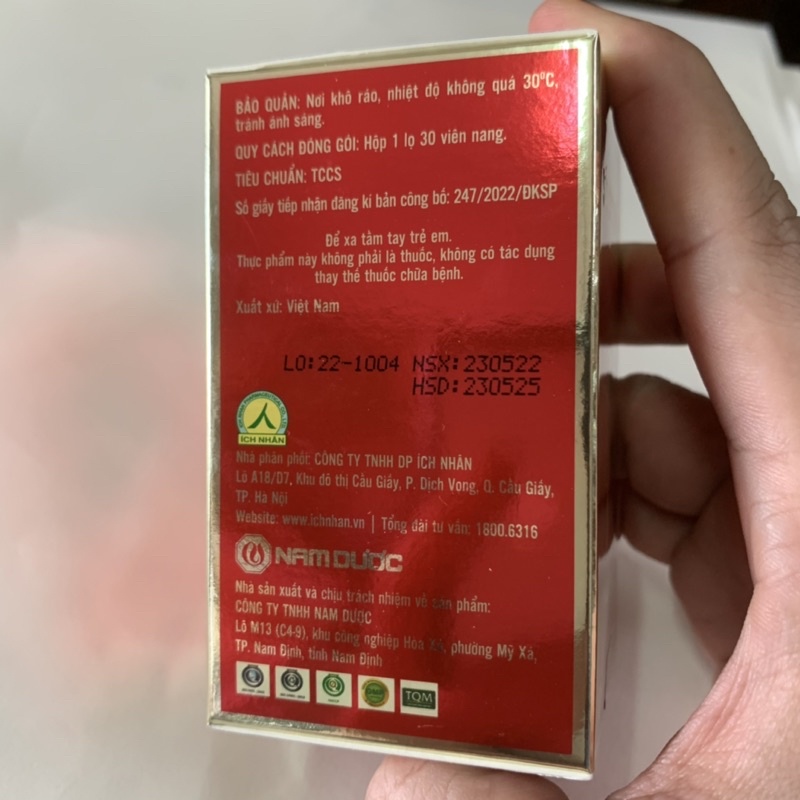 BẢO QUẢN: Nơi khô ráo, nhiệt độ không quá 30°C,
tránh ánh sáng.
QUY CÁCH ĐÓNG GÓI: Hộp 1 lọ 30 viên nang.
TIÊU CHUẨN: TCCS
Số giấy tiếp nhận đăng kí bản công bố: 247/2022/ĐKSP
Để xa tầm tay trẻ em.
Thực phẩm này không phải là thuốc, không có tác dụng
thay thế thuốc chữa bệnh.
Xuất xứ: Việt Nam
LO:22-1004 NSX:230522
HSD:230525
ÍCH NHÂN
Nhà phân phối: CÔNG TY TNHH DP ÍCH NHÂN
Lô A18/D7, Khu đô thị Cầu Giấy, P. Dịch Vọng, Q. Cầu Giấy,
TP. Hà Nội
Website: www.ichnhan.vn | Tổng đài tư vấn: 1800.6316
NAM DƯỢC
Nhà sản xuất và chịu trách nhiệm về sản phẩm:
CÔNG TY TNHH NAM DƯỢC
Lô M13 (C4-9), khu công nghiệp Hòa Xá, phường Mỹ Xá,
TP. Nam Định, tỉnh Nam Định
TQM